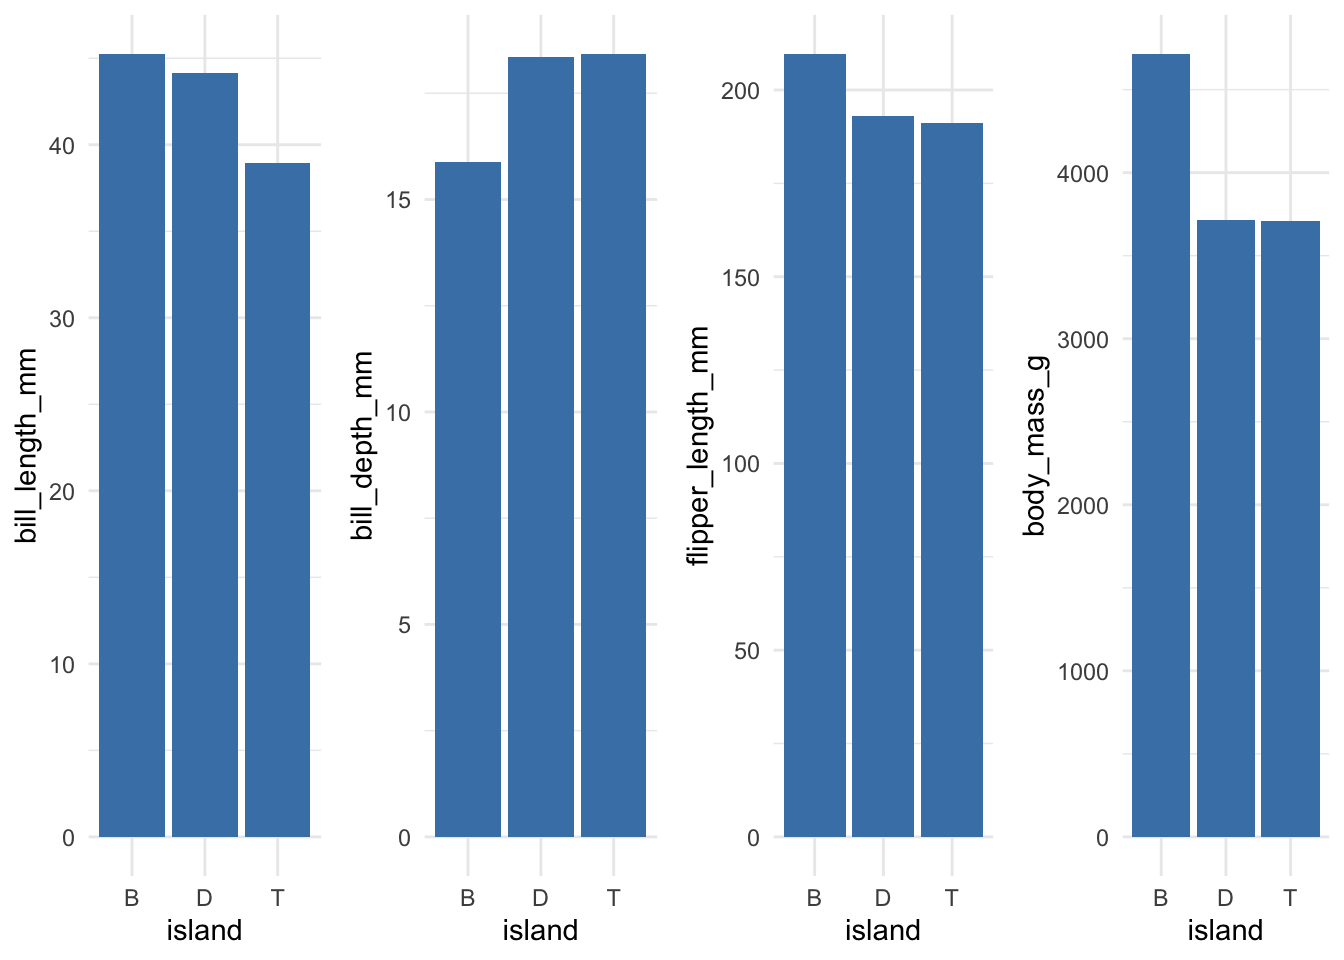 bill_length_mm
40
30
20
10
0
B D T
island
bill_depth_mm
15
10
5
0
B D T
island
flipper_length_mm
200
150
100
50
0
B D T
island
body_mass_g
4000
3000
2000
1000
0
B D T
island